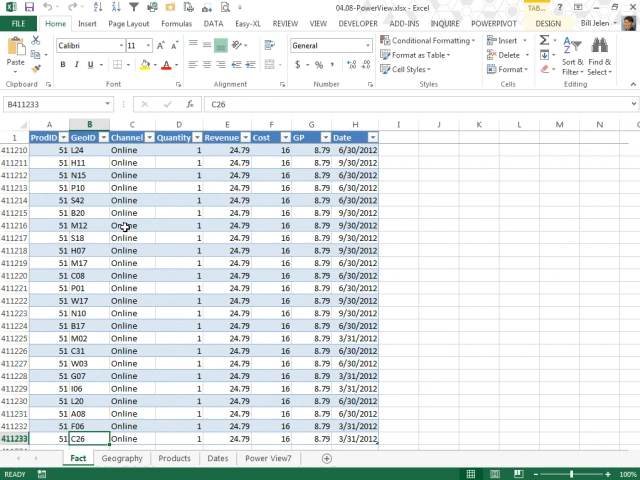 04.08-PowerView.xlsx - Excel
TAB...
?
FILE Home Insert Page Layout Formulas DATA Easy-XL REVIEW VIEW DEVELOPER ADD-INS INQUIRE POWERPIVOT DESIGN Bill Jelen
Calibri 11 General Conditional Formatting Insert
Paste Format as Table Delete Sort & Find &
B I U $ % , Cell Styles Format Filter Select
Clipboard Font Alignment Number Styles Cells Editing
B411233 fx C26
A B C D E F G H I J K L M N O
1 ProdID GeoID Channel Quantity Revenue Cost GP Date
411210 51 L24 Online 1 24.79 16 8.79 6/30/2012
411211 51 H11 Online 1 24.79 16 8.79 9/30/2012
411212 51 N15 Online 1 24.79 16 8.79 6/30/2012
411213 51 P10 Online 1 24.79 16 8.79 9/30/2012
411214 51 S42 Online 1 24.79 16 8.79 6/30/2012
411215 51 B20 Online 1 24.79 16 8.79 9/30/2012
411216 51 M12 Online 1 24.79 16 8.79 9/30/2012
411217 51 S18 Online 1 24.79 16 8.79 6/30/2012
411218 51 H07 Online 1 24.79 16 8.79 9/30/2012
411219 51 M17 Online 1 24.79 16 8.79 6/30/2012
411220 51 C08 Online 1 24.79 16 8.79 6/30/2012
411221 51 P01 Online 1 24.79 16 8.79 6/30/2012
411222 51 W17 Online 1 24.79 16 8.79 9/30/2012
411223 51 N10 Online 1 24.79 16 8.79 9/30/2012
411224 51 B17 Online 1 24.79 16 8.79 6/30/2012
411225 51 M02 Online 1 24.79 16 8.79 3/31/2012
411226 51 C31 Online 1 24.79 16 8.79 6/30/2012
411227 51 W03 Online 1 24.79 16 8.79 6/30/2012
411228 51 G07 Online 1 24.79 16 8.79 3/31/2012
411229 51 I06 Online 1 24.79 16 8.79 9/30/2012
411230 51 L20 Online 1 24.79 16 8.79 6/30/2012
411231 51 A08 Online 1 24.79 16 8.79 6/30/2012
411232 51 F06 Online 1 24.79 16 8.79 3/31/2012
411233 51 C26 Online 1 24.79 16 8.79 3/31/2012
Fact Geography Products Dates Power View7
READY 100%